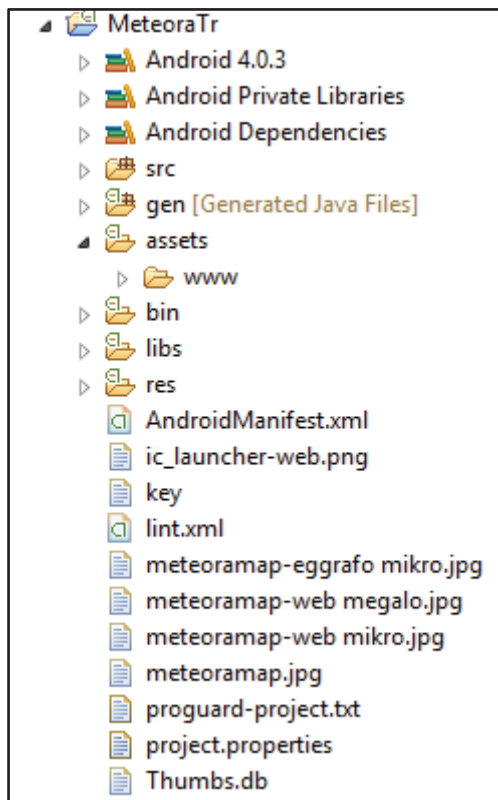 MeteoraTr
Android 4.0.3
Android Private Libraries
Android Dependencies
src
gen [Generated Java Files]
assets
www
bin
libs
res
AndroidManifest.xml
ic_launcher-web.png
key
lint.xml
meteoramap-eggrafo mikro.jpg
meteoramap-web megalo.jpg
meteoramap-web mikro.jpg
meteoramap.jpg
proguard-project.txt
project.properties
Thumbs.db